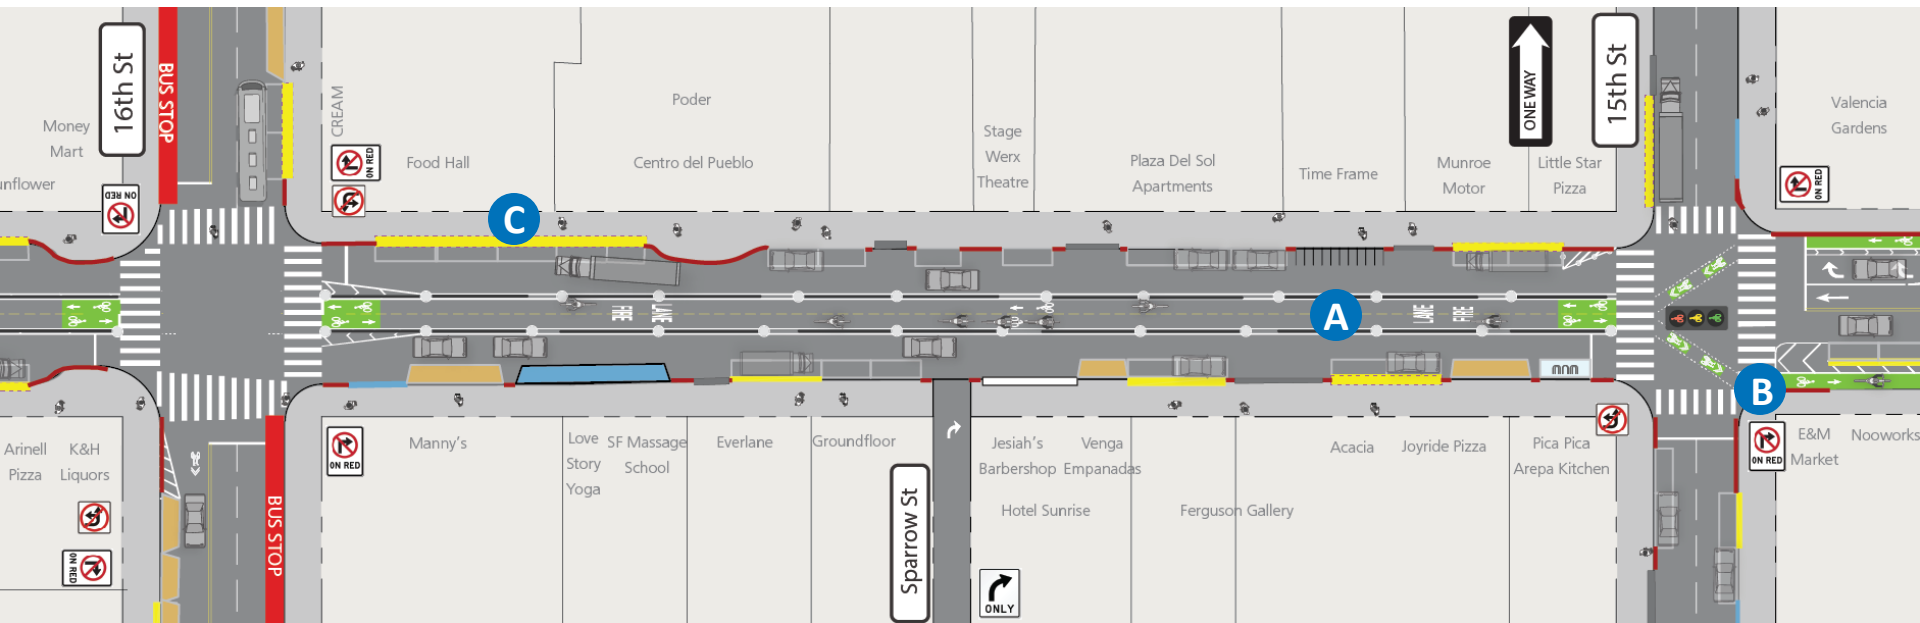 16th St
BUS STOP
Money
Mart
unflower
ON RED
CREAM
ON RED
Food Hall
Poder
Centro del Pueblo
Stage
Werx
Theatre
Plaza Del Sol
Apartments
Time Frame
Munroe
Motor
ONE WAY
Little Star
Pizza
15th St
Valencia
Gardens
ON RED
C
FIRE
LANE
A
LANE
FIRE
B
Arinell
Pizza
K&H
Liquors
ON RED
BUS STOP
ON RED
Manny's
Love
Story
Yoga
SF Massage
School
Everlane
Groundfloor
Sparrow St
ONLY
Jesiah's
Barbershop
Venga
Empanadas
Hotel Sunrise
Ferguson Gallery
Acacia
Joyride Pizza
Pica Pica
Arepa Kitchen
ON RED
E&M
Market
Nooworks